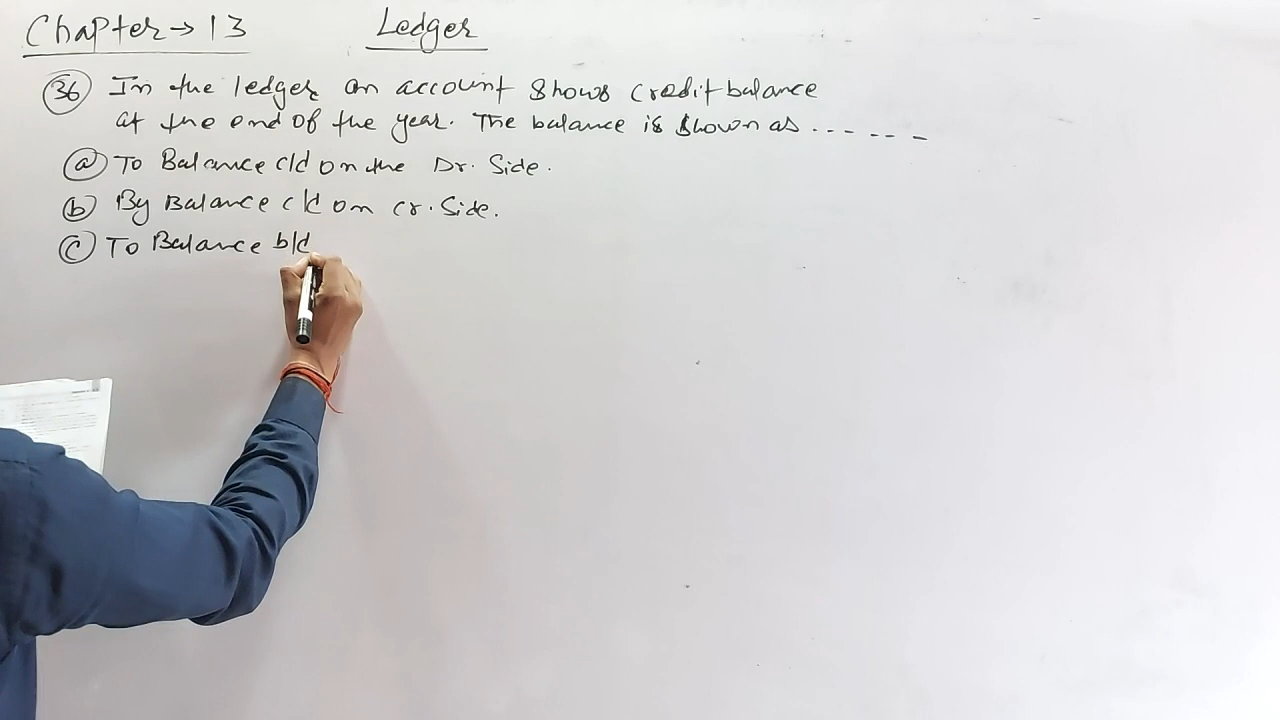 Chapter → 13 Ledger
36 In the ledger an account shows credit balance
at the end of the year. The balance is shown as ... - - -
a To Balance c/d on the Dr. Side.
b By Balance c/d on cr. Side.
c To Balance b/d